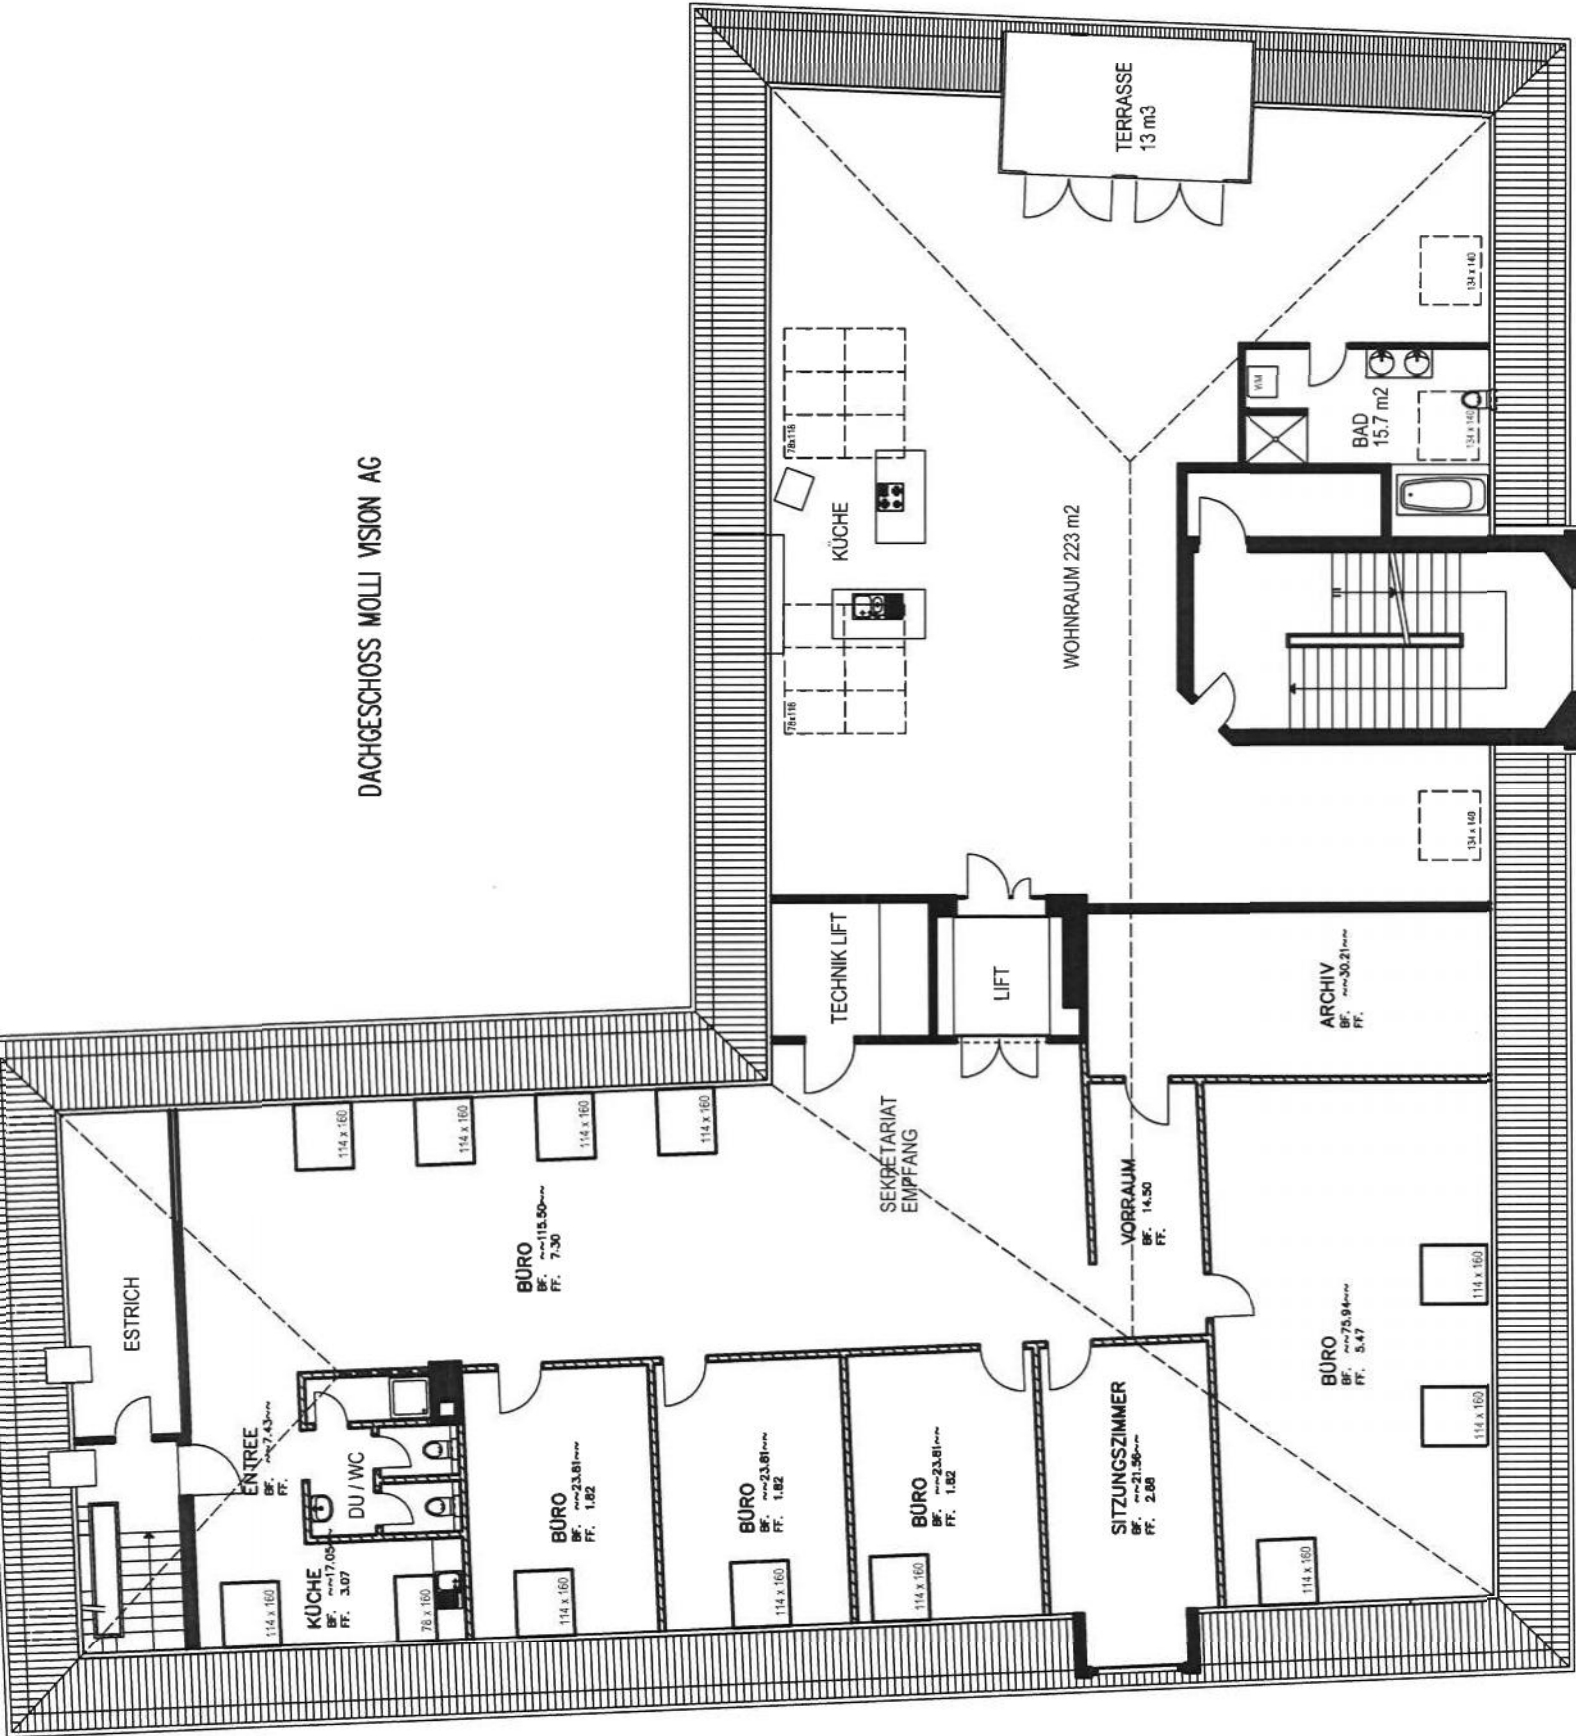 DACHGESCHOSS MOLLI VISION AG
TERRASSE
13 m3
134 x 140
WM
BAD
15.7 m2
134 x 140
78x118
KÜCHE
WOHNRAUM 223 m2
78x118
134 x 140
TECHNIK LIFT
LIFT
ARCHIV
BF. ~~30.21~~
FF.
SEKRETARIAT
EMPFANG
VORRAUM
BF. 14.50
FF.
114 x 160
114 x 160
114 x 160
114 x 160
BÜRO
BF. ~~115.50~~
FF. 7.30
ESTRICH
ENTREE
BF. ~~7.43~~
FF.
DU / WC
KÜCHE
BF. ~~17.05~~
FF. 3.07
114 x 160
78 x 160
BÜRO
BF. ~~23.81~~
FF. 1.82
114 x 160
BÜRO
BF. ~~23.81~~
FF. 1.82
114 x 160
BÜRO
BF. ~~23.81~~
FF. 1.82
114 x 160
SITZUNGSZIMMER
BF. ~~21.56~~
FF. 2.88
BÜRO
BF. ~~75.94~~
FF. 5.47
114 x 160
114 x 160
114 x 160